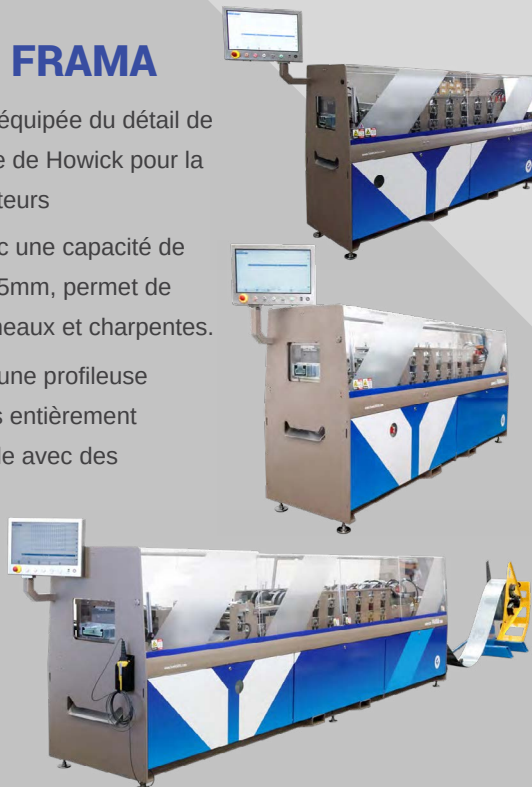 FRAMA
équipée du détail de
e de Howick pour la
teurs
c une capacité de
5mm, permet de
neaux et charpentes.
une profileuse
s entièrement
le avec des